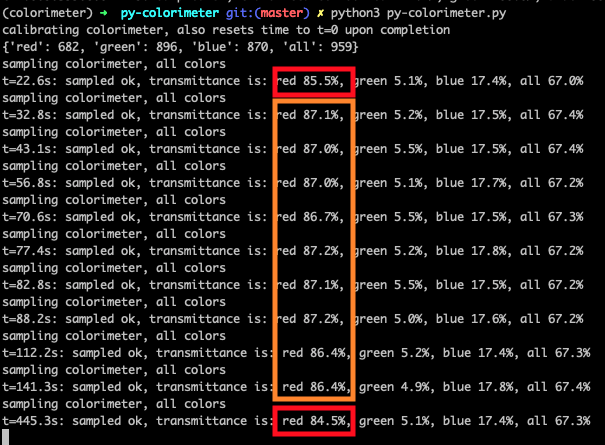 (colorimeter) ➜  py-colorimeter git:(master) ✗ python3 py-colorimeter.py
calibrating colorimeter, also resets time to t=0 upon completion
{'red': 682, 'green': 896, 'blue': 870, 'all': 959}
sampling colorimeter, all colors
t=22.6s: sampled ok, transmittance is: red 85.5%, green 5.1%, blue 17.4%, all 67.0%
sampling colorimeter, all colors
t=32.8s: sampled ok, transmittance is: red 87.1%, green 5.2%, blue 17.5%, all 67.4%
sampling colorimeter, all colors
t=43.1s: sampled ok, transmittance is: red 87.0%, green 5.5%, blue 17.5%, all 67.4%
sampling colorimeter, all colors
t=56.8s: sampled ok, transmittance is: red 87.0%, green 5.1%, blue 17.7%, all 67.2%
sampling colorimeter, all colors
t=70.6s: sampled ok, transmittance is: red 86.7%, green 5.5%, blue 17.5%, all 67.3%
sampling colorimeter, all colors
t=77.4s: sampled ok, transmittance is: red 87.2%, green 5.2%, blue 17.8%, all 67.2%
sampling colorimeter, all colors
t=82.8s: sampled ok, transmittance is: red 87.1%, green 5.5%, blue 17.5%, all 67.2%
sampling colorimeter, all colors
t=88.2s: sampled ok, transmittance is: red 87.2%, green 5.0%, blue 17.6%, all 67.2%
sampling colorimeter, all colors
t=112.2s: sampled ok, transmittance is: red 86.4%, green 5.2%, blue 17.4%, all 67.3%
sampling colorimeter, all colors
t=141.3s: sampled ok, transmittance is: red 86.4%, green 4.9%, blue 17.8%, all 67.4%
sampling colorimeter, all colors
t=445.3s: sampled ok, transmittance is: red 84.5%, green 5.1%, blue 17.4%, all 67.3%